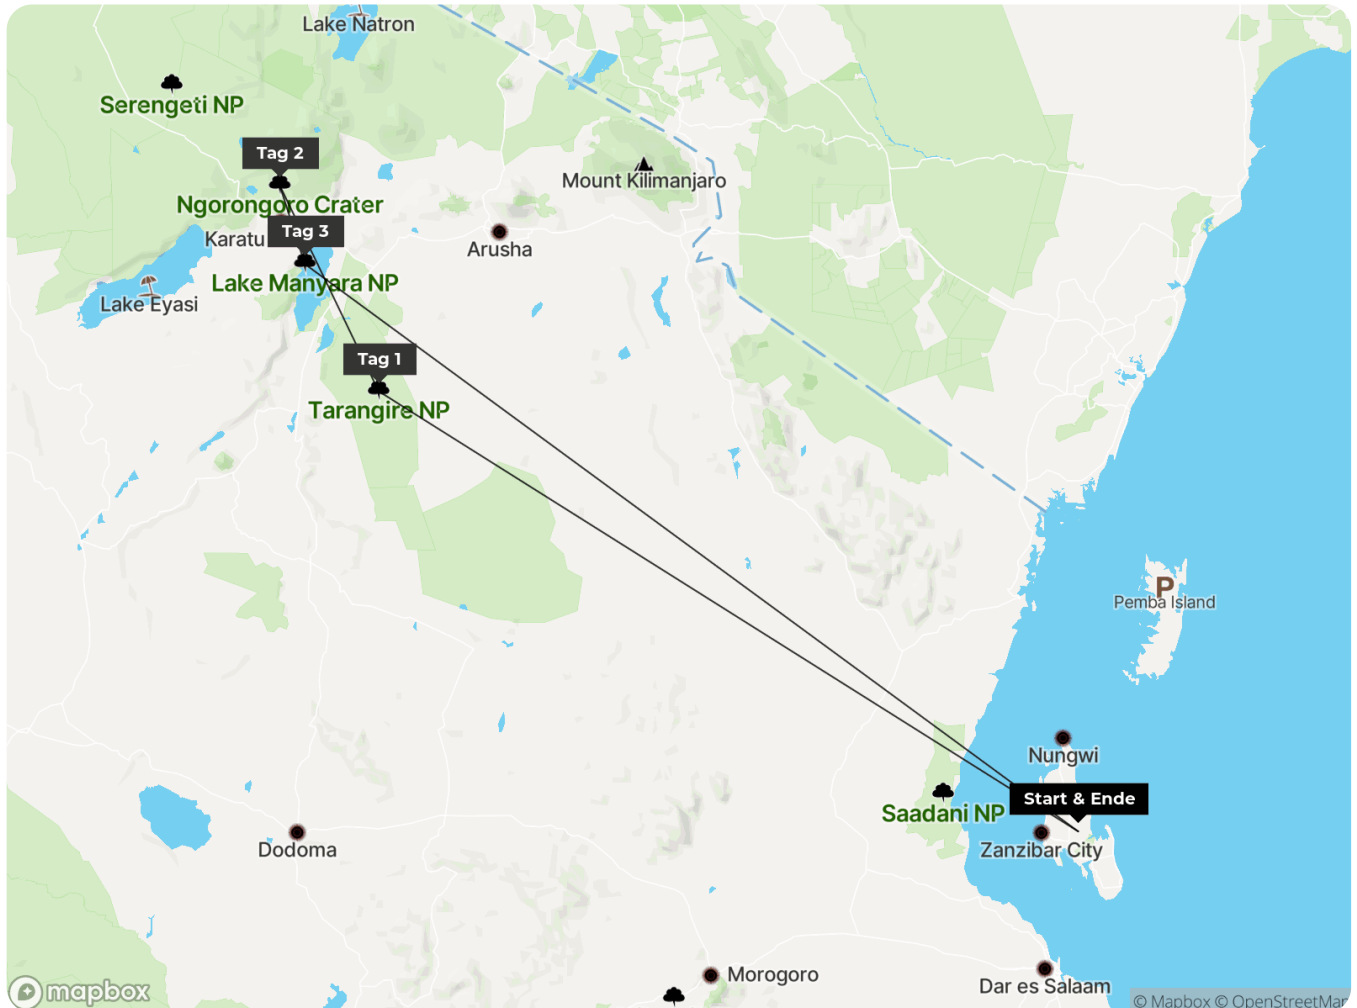 Lake Natron
Serengeti NP
Tag 2
Mount Kilimanjaro
Ngorongoro Crater
Tag 3
Karatu
Arusha
Lake Manyara NP
Lake Eyasi
Tag 1
Tarangire NP
P
Pemba Island
Nungwi
Start & Ende
Saadani NP
Dodoma
Zanzibar City
Morogoro
Dar es Salaam
mapbox
© Mapbox © OpenStreetMap